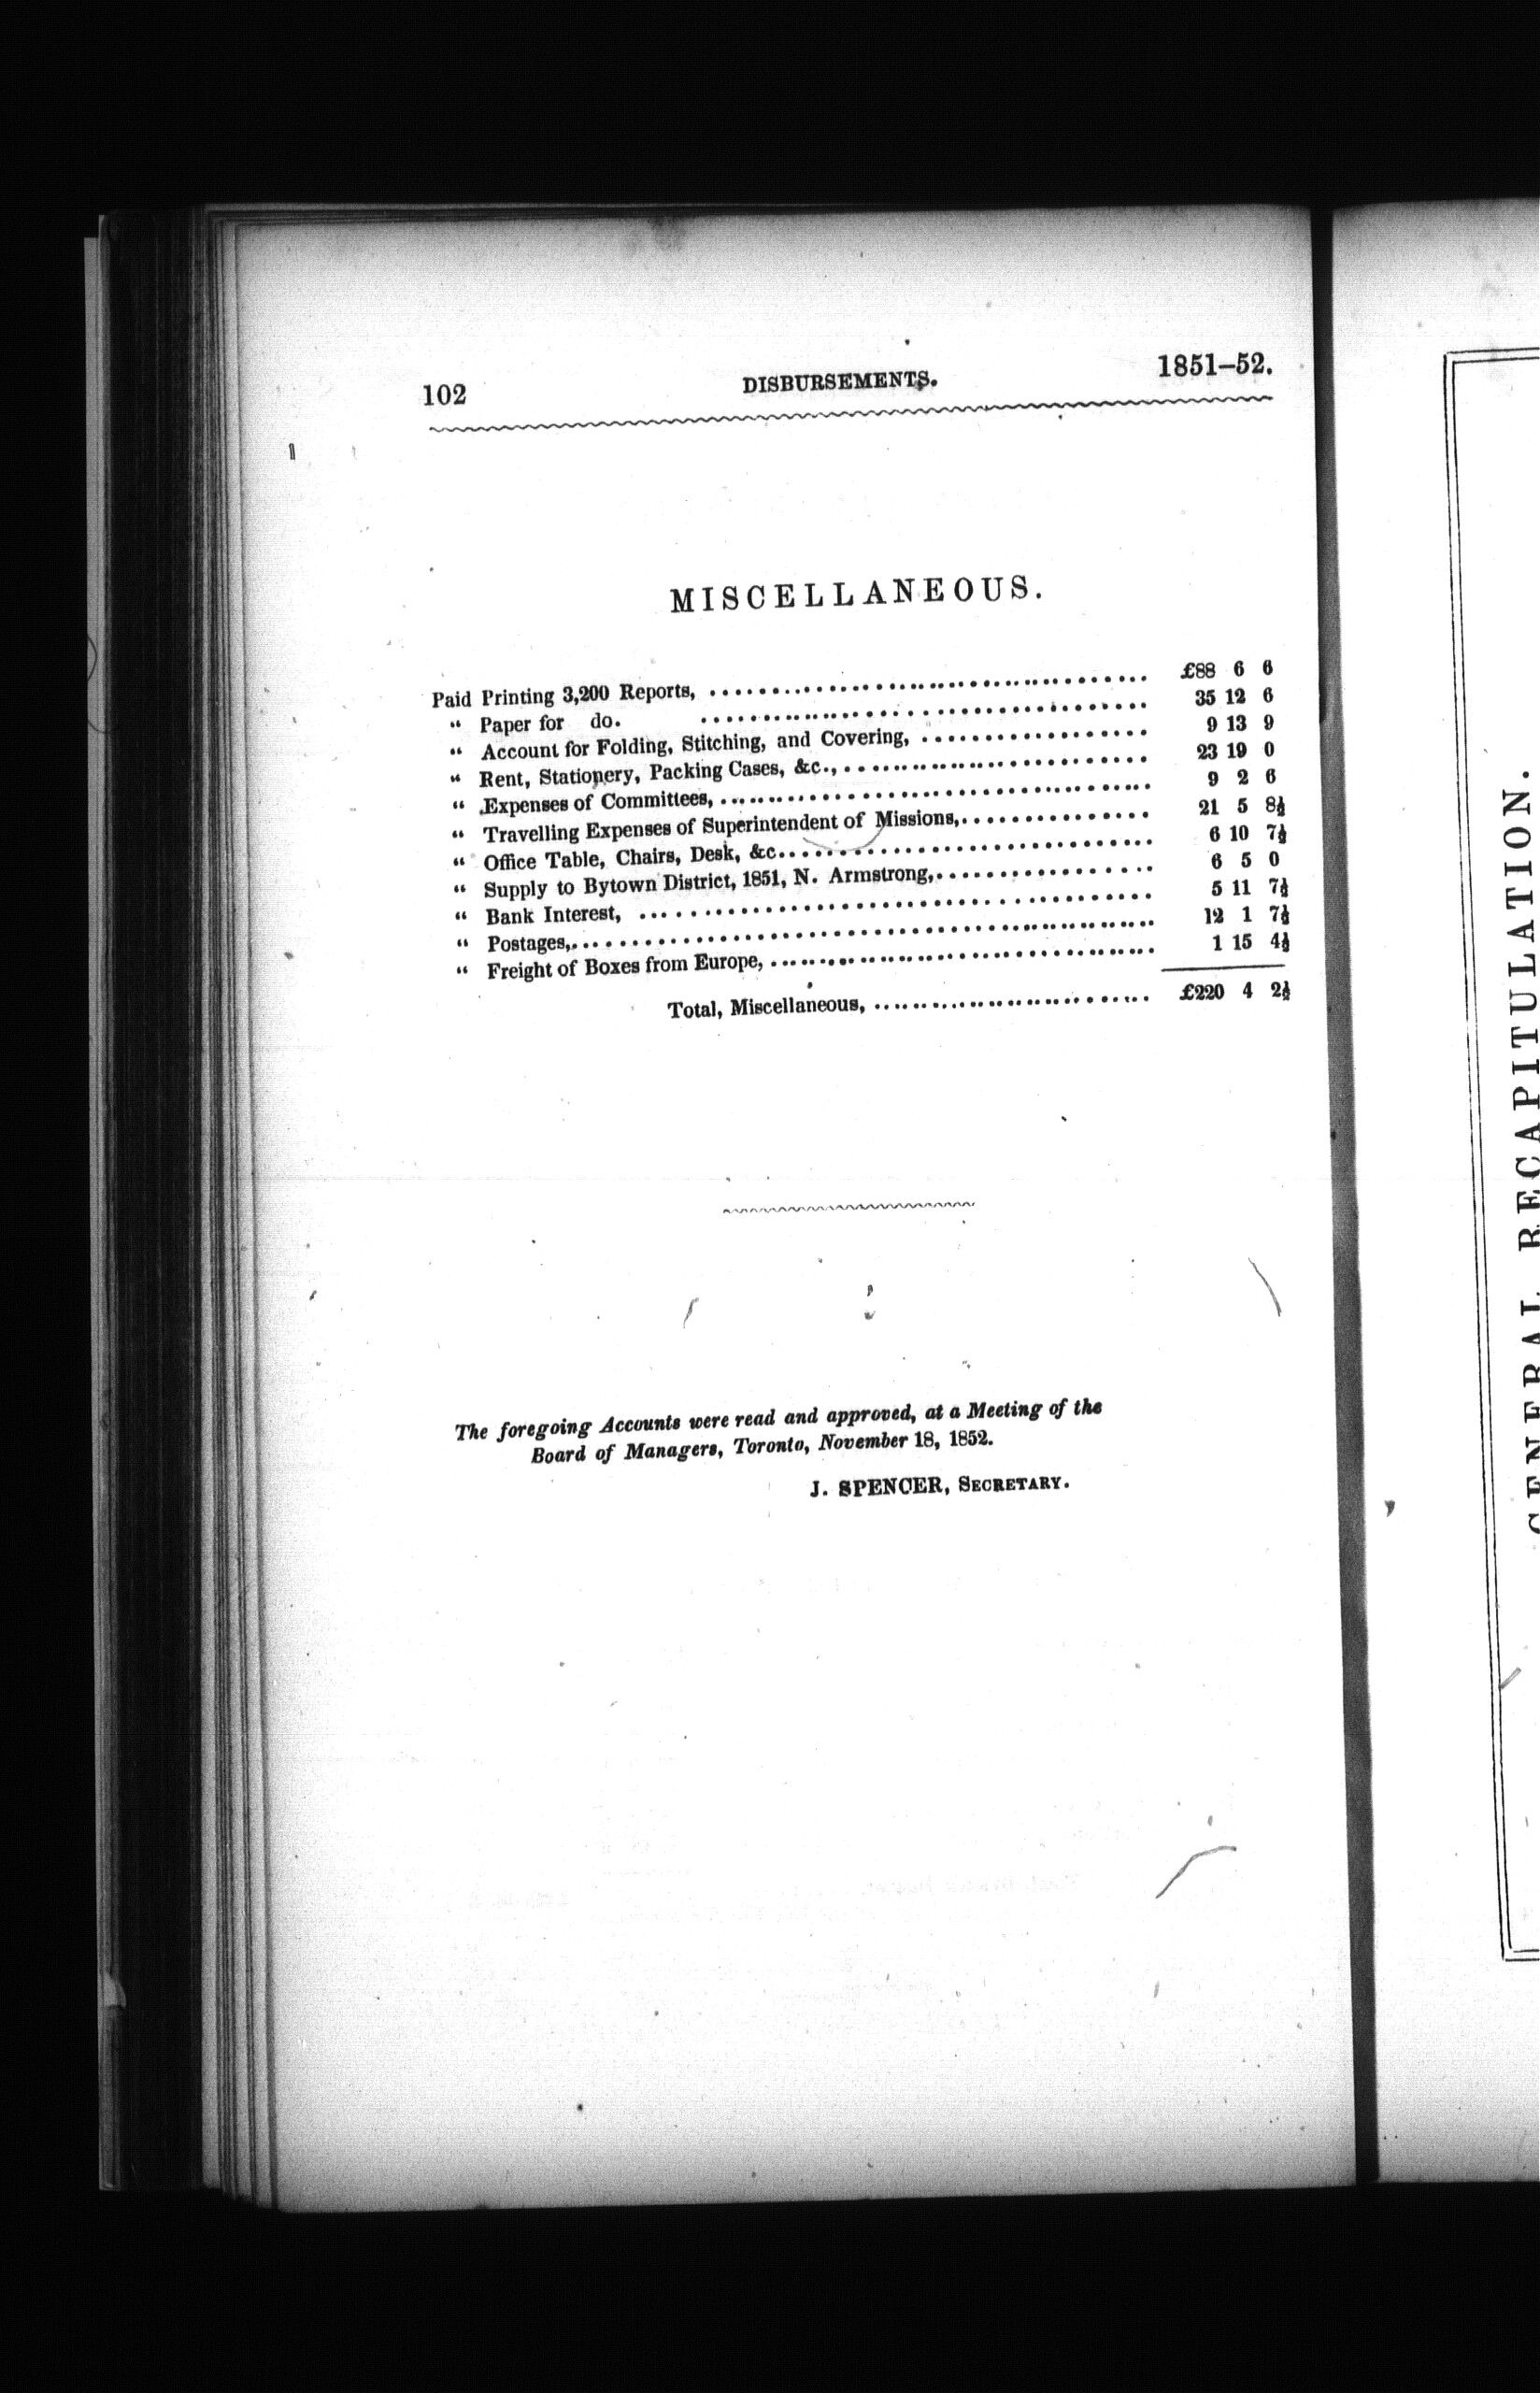 102 DISBURSEMENTS. 1851–52.
MISCELLANEOUS.
Paid Printing 3,200 Reports, ........................................ £88 6 6
“ Paper for do. ........................................ 35 12 6
“ Account for Folding, Stitching, and Covering, .................. 9 13 9
“ Rent, Stationery, Packing Cases, &c., ........................ 23 19 0
“ Expenses of Committees, ................................... 9 2 6
“ Travelling Expenses of Superintendent of Missions, ............... 21 5 8½
“ Office Table, Chairs, Desk, &c. .............................. 6 10 7½
“ Supply to Bytown District, 1851, N. Armstrong, ................. 6 5 0
“ Bank Interest, ........................................ 5 11 7½
“ Postages, ............................................. 12 1 7½
“ Freight of Boxes from Europe, .............................. 1 15 4½
Total, Miscellaneous, ........................ £220 4 2½
The foregoing Accounts were read and approved, at a Meeting of the
Board of Managers, Toronto, November 18, 1852.
J. SPENCER, SECRETARY.
GENERAL RECAPITULATION.